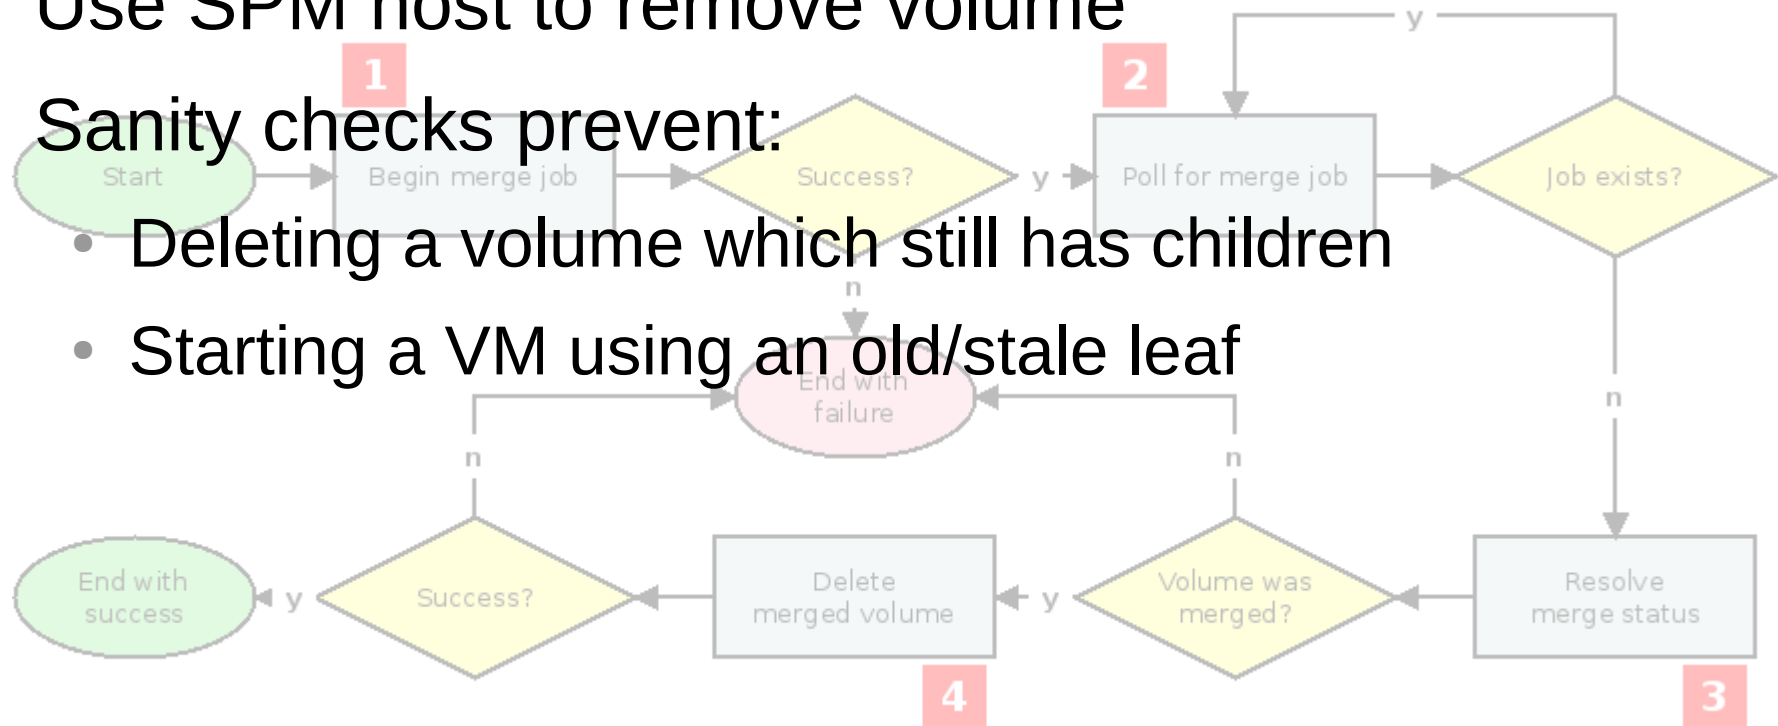 Use SPM host to remove volume
Sanity checks prevent:
Deleting a volume which still has children
Starting a VM using an old/stale leaf
1
2
y
Start
Begin merge job
Success?
y
Poll for merge job
Job exists?
n
End with
failure
n
n
n
End with
success
y
Success?
Delete
merged volume
y
Volume was
merged?
Resolve
merge status
4
3